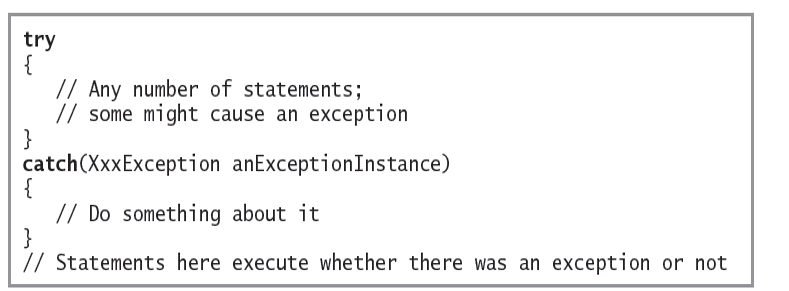 try
{
// Any number of statements;
// some might cause an exception
}
catch(XxxException anExceptionInstance)
{
// Do something about it
}
// Statements here execute whether there was an exception or not